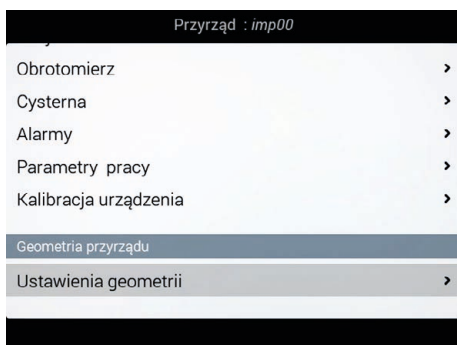 Przyrząd : imp00
Obrotomierz
Cysterna
Alarmy
Parametry pracy
Kalibracja urządzenia
Geometria przyrządu
Ustawienia geometrii